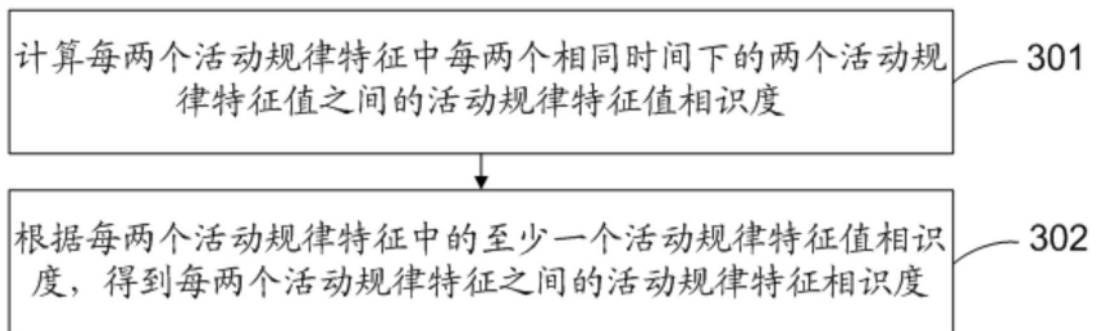 计算每两个活动规律特征中每两个相同时间下的两个活动规
律特征值之间的活动规律特征值相识度
301
根据每两个活动规律特征中的至少一个活动规律特征值相识
度，得到每两个活动规律特征之间的活动规律特征相识度
302